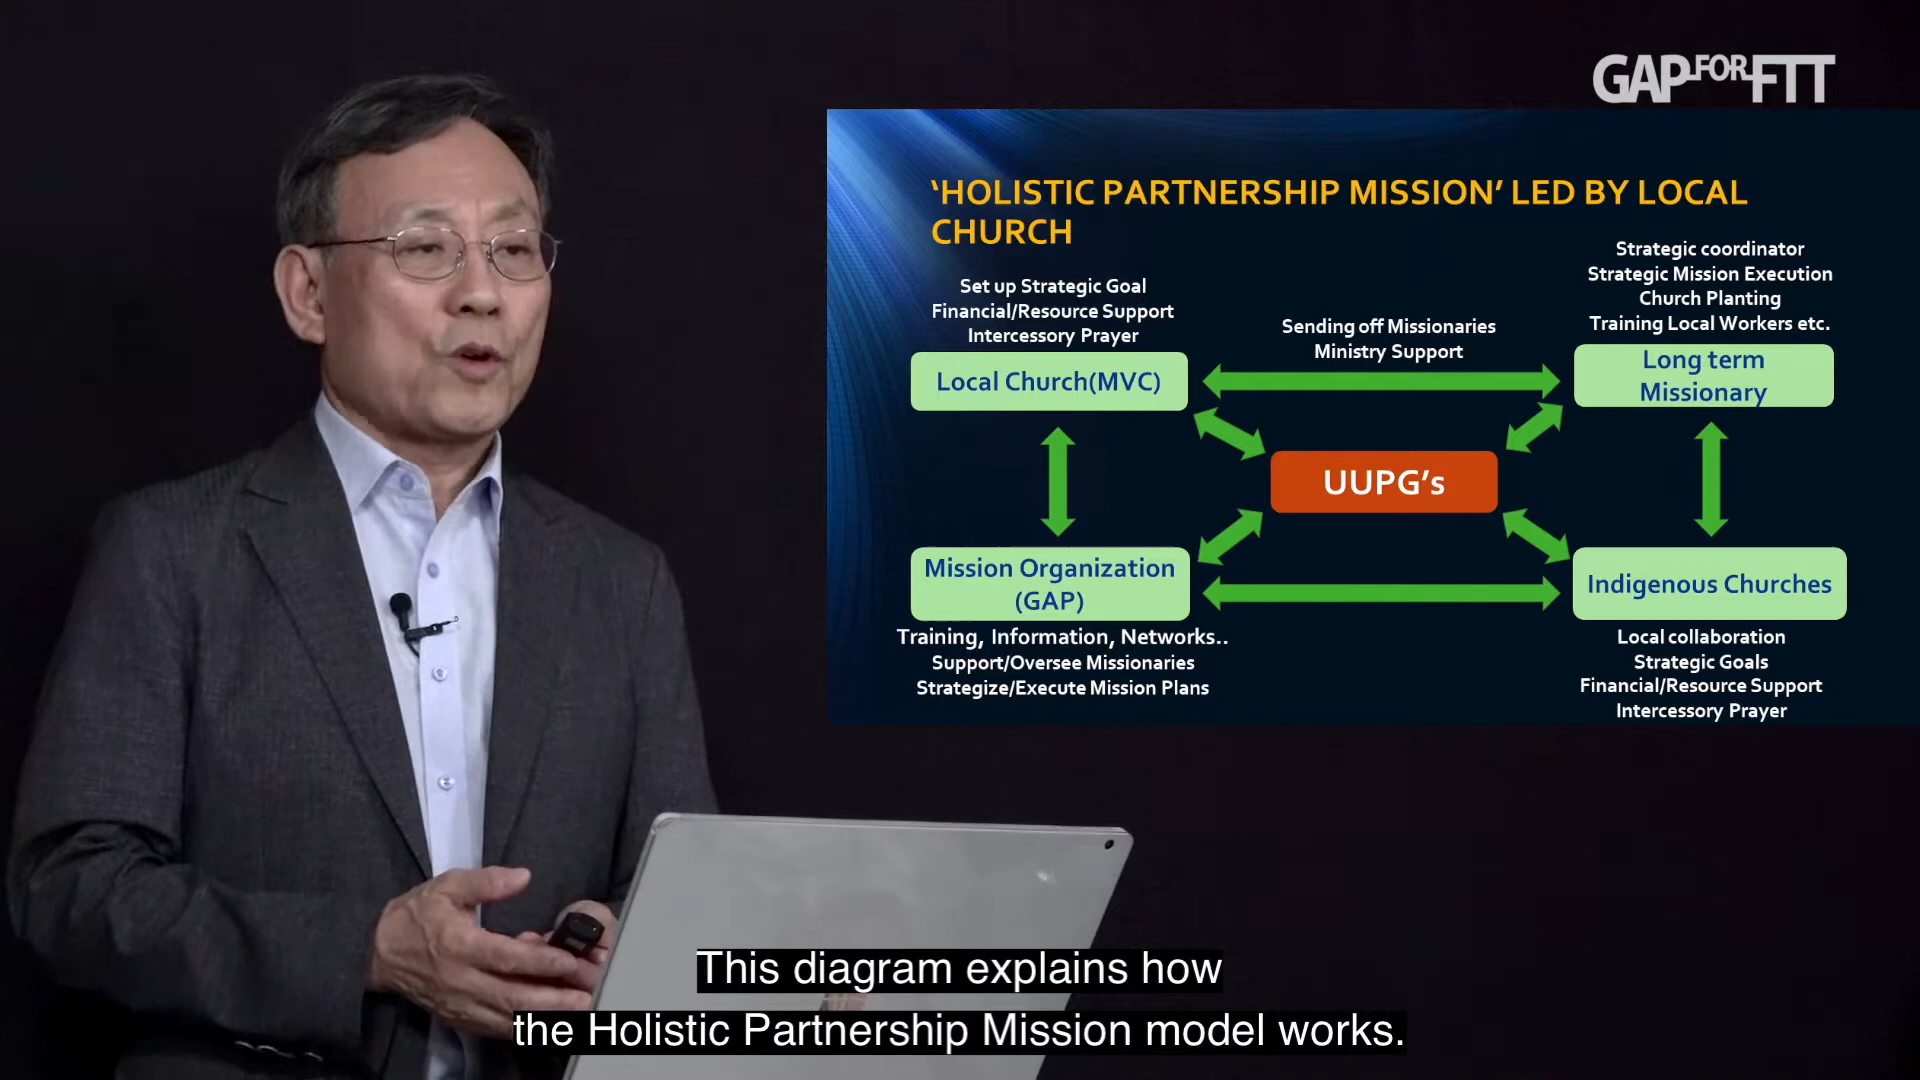 GAP FOR FTT
‘HOLISTIC PARTNERSHIP MISSION’ LED BY LOCAL
CHURCH
Set up Strategic Goal
Financial/Resource Support
Intercessory Prayer
Local Church(MVC)
Sending off Missionaries
Ministry Support
Strategic coordinator
Strategic Mission Execution
Church Planting
Training Local Workers etc.
Long term
Missionary
UUPG’s
Mission Organization
(GAP)
Training, Information, Networks..
Support/Oversee Missionaries
Strategize/Execute Mission Plans
Indigenous Churches
Local collaboration
Strategic Goals
Financial/Resource Support
Intercessory Prayer
This diagram explains how
the Holistic Partnership Mission model works.